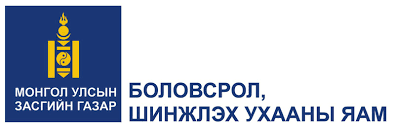 МОНГОЛ УЛСЫН
ЗАСГИЙН ГАЗАР
БОЛОВСРОЛ,
ШИНЖЛЭХ УХААНЫ ЯАМ